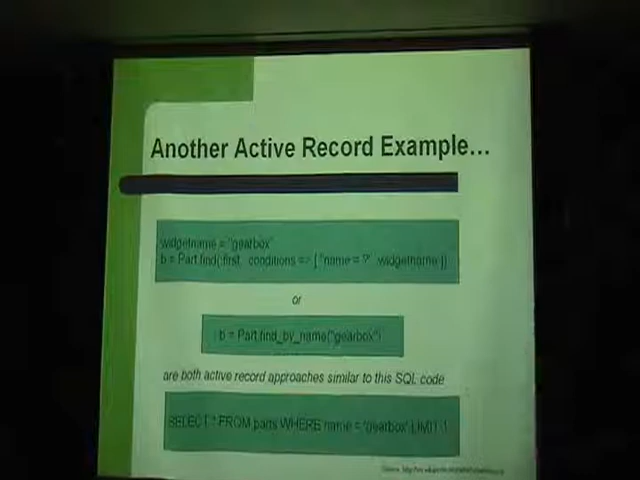 Another Active Record Example...
widgetname = "gearbox"
b = Part.find(:first, conditions => [ "name = ?", widgetname ])
or
b = Part.find_by_name("gearbox")
are both active record approaches similar to this SQL code
SELECT * FROM parts WHERE name = 'gearbox' LIMIT 1